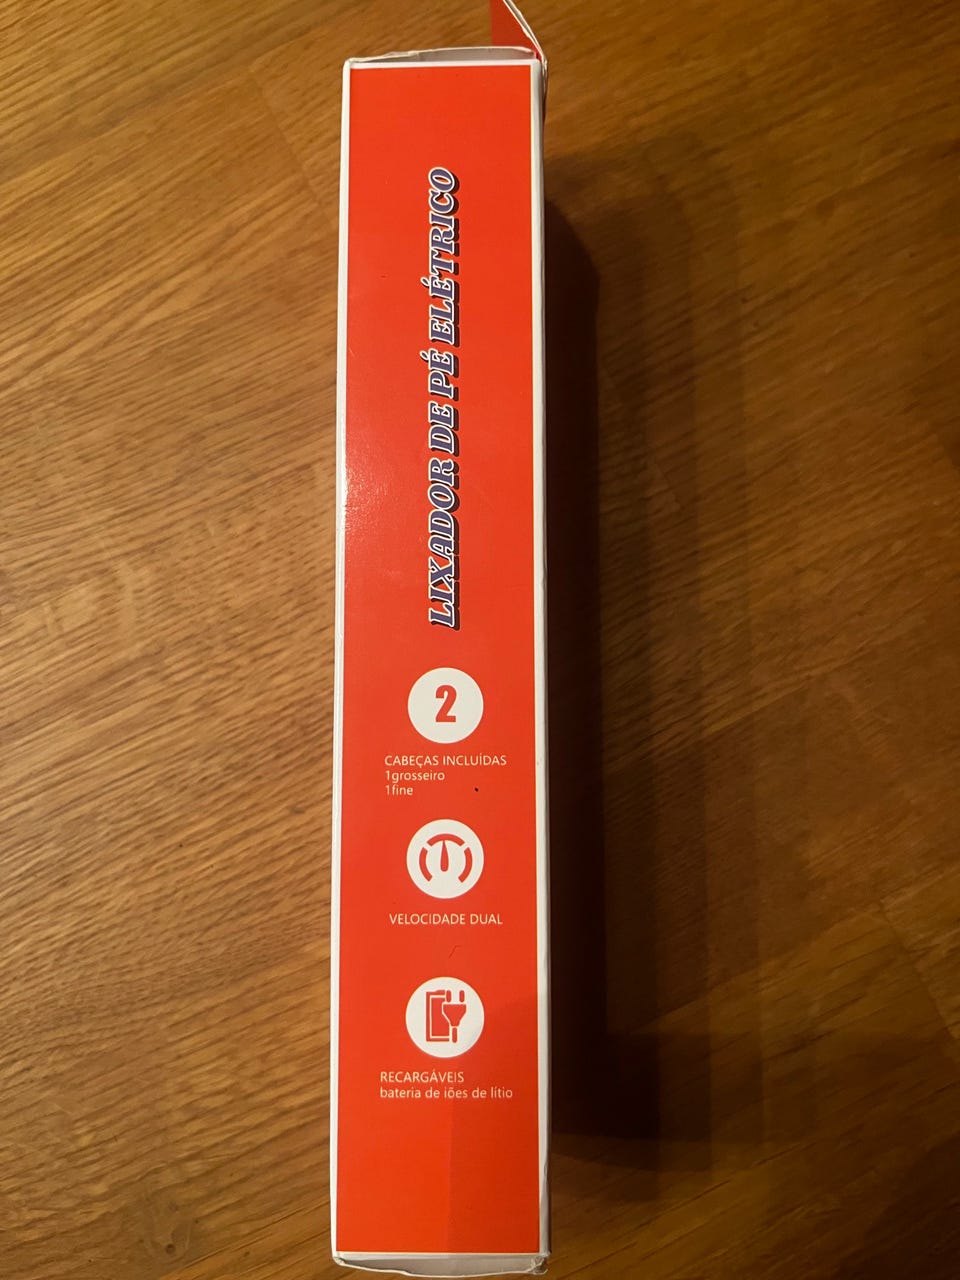 LIXADOR DE PÉ ELÉTRICO
2
CABEÇAS INCLUÍDAS
1grosseiro
1fine
VELOCIDADE DUAL
RECARGÁVEIS
bateria de iões de lítio